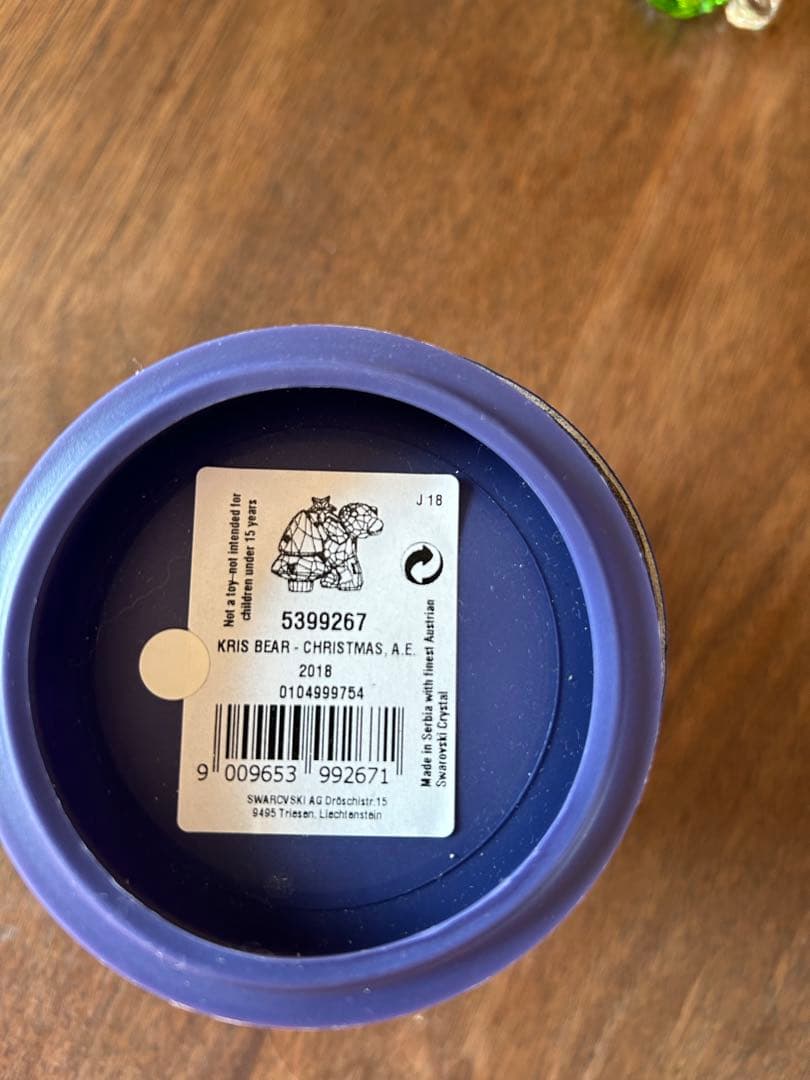 J 18
Not a toy-not intended for
children under 15 years
5399267
KRIS BEAR - CHRISTMAS, A.E.
2018
0104999754
Made in Serbia with finest Austrian
Swarovski Crystal
9 009653 992671
SWAROVSKI AG Dröschistr.15
9495 Triesen, Liechtenstein